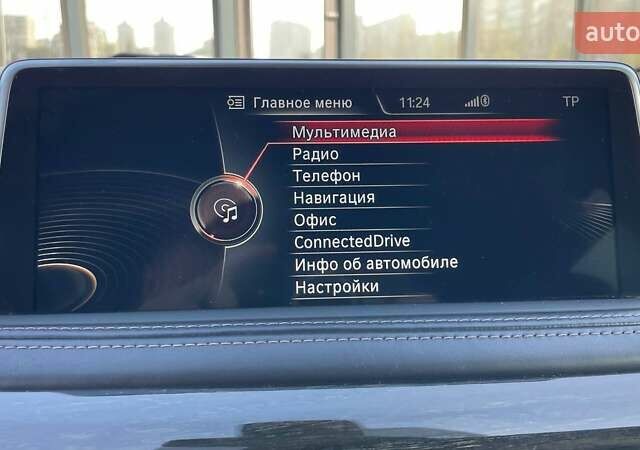 auto
Главное меню 11:24 TP
Мультимедиа
Радио
Телефон
Навигация
Офис
ConnectedDrive
Инфо об автомобиле
Настройки